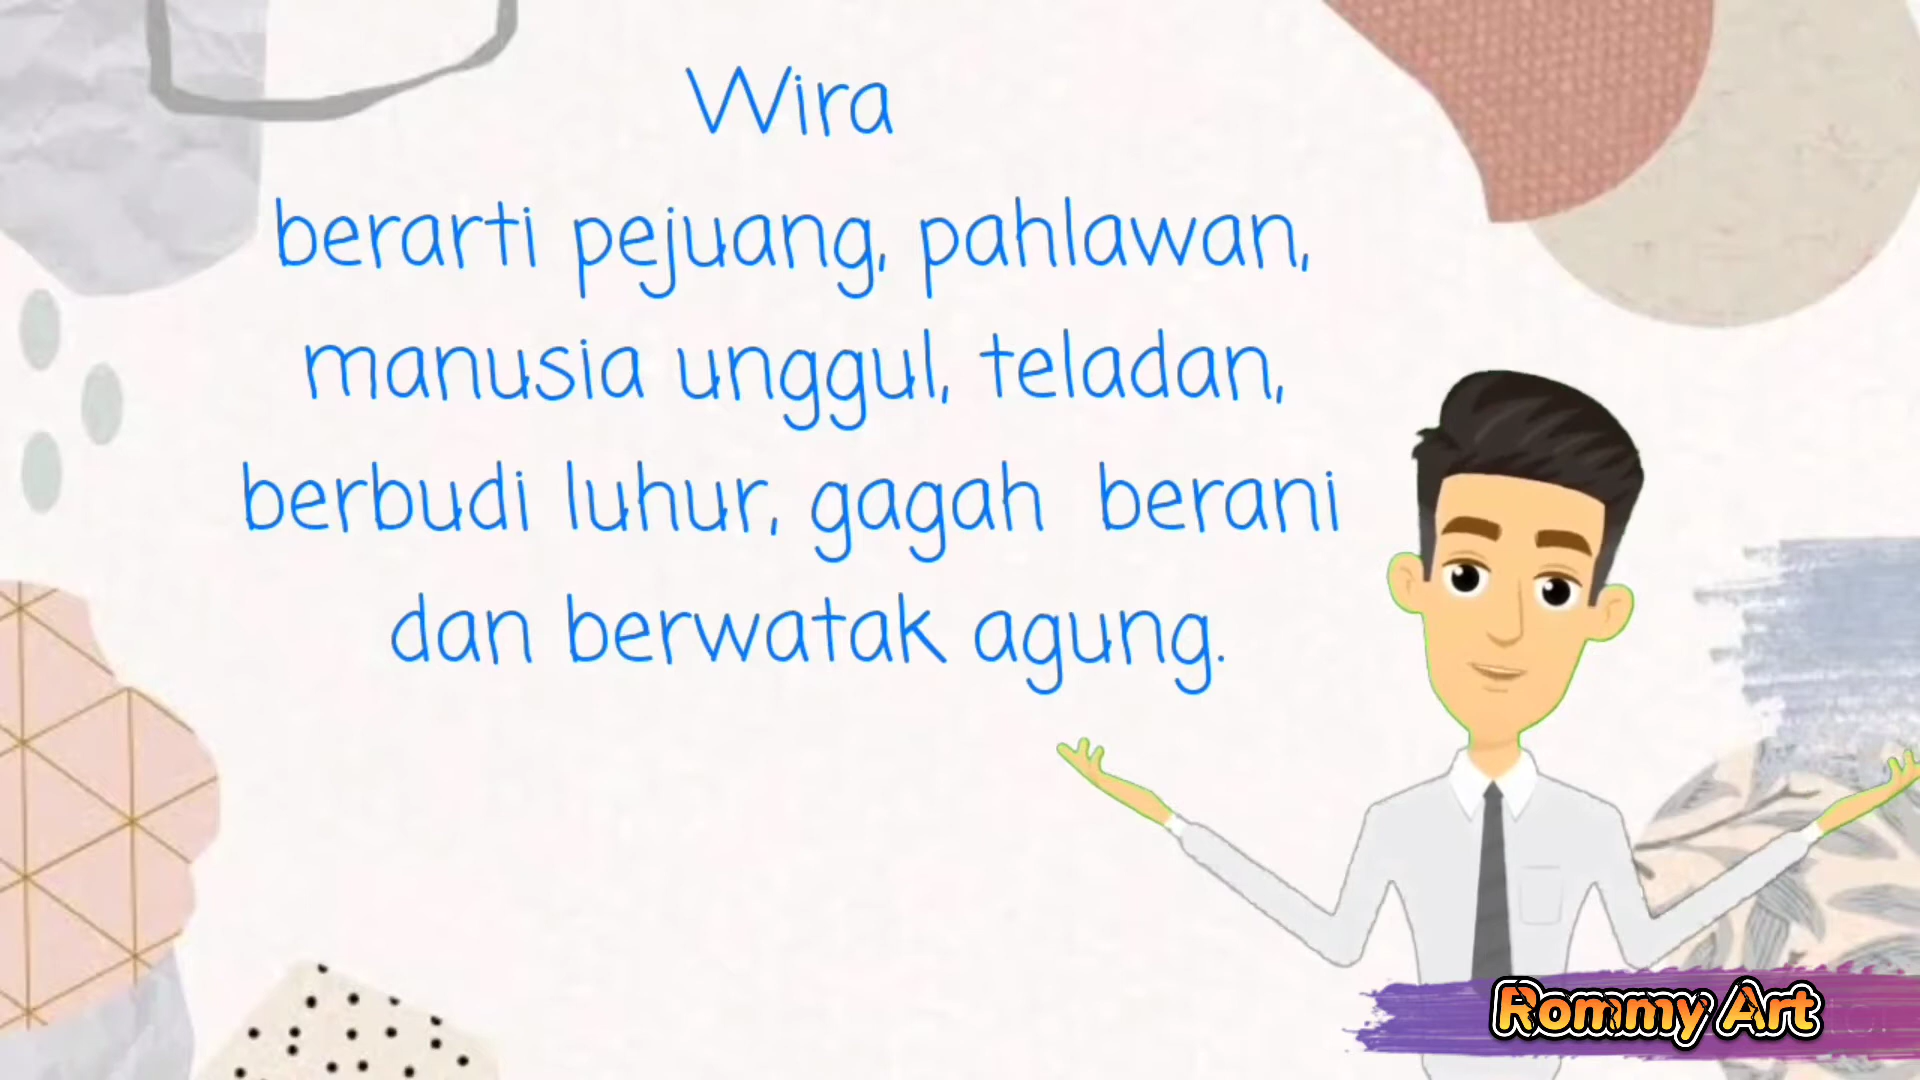 Wira
berarti pejuang, pahlawan,
manusia unggul, teladan,
berbudi luhur, gagah berani
dan berwatak agung.
Rommy Art